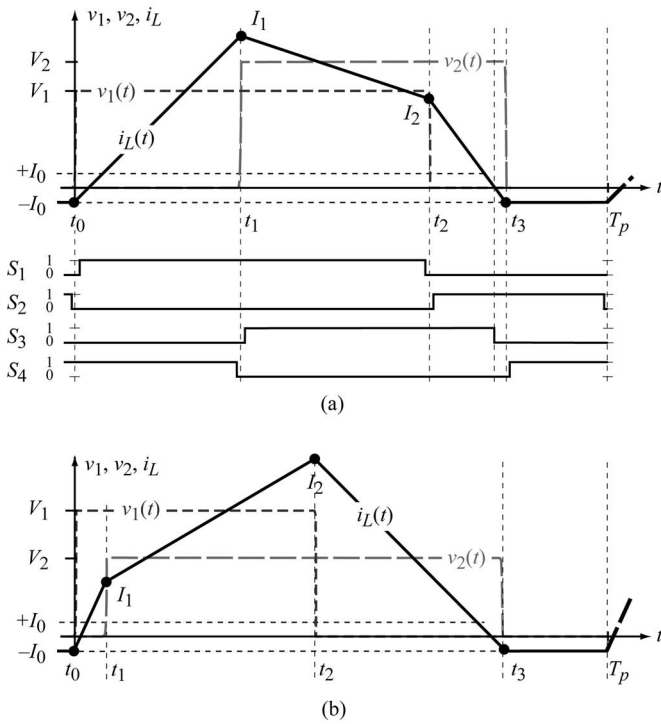 v1, v2, iL
I1
V2
v2(t)
V1
v1(t)
I2
iL(t)
+I0
t
−I0
t0
t1
t2
t3
Tp
S1 1 0
S2 1 0
S3 1 0
S4 1 0
(a)
v1, v2, iL
I2
V1
v1(t)
iL(t)
V2
v2(t)
I1
+I0
t
−I0
t0
t1
t2
t3
Tp
(b)